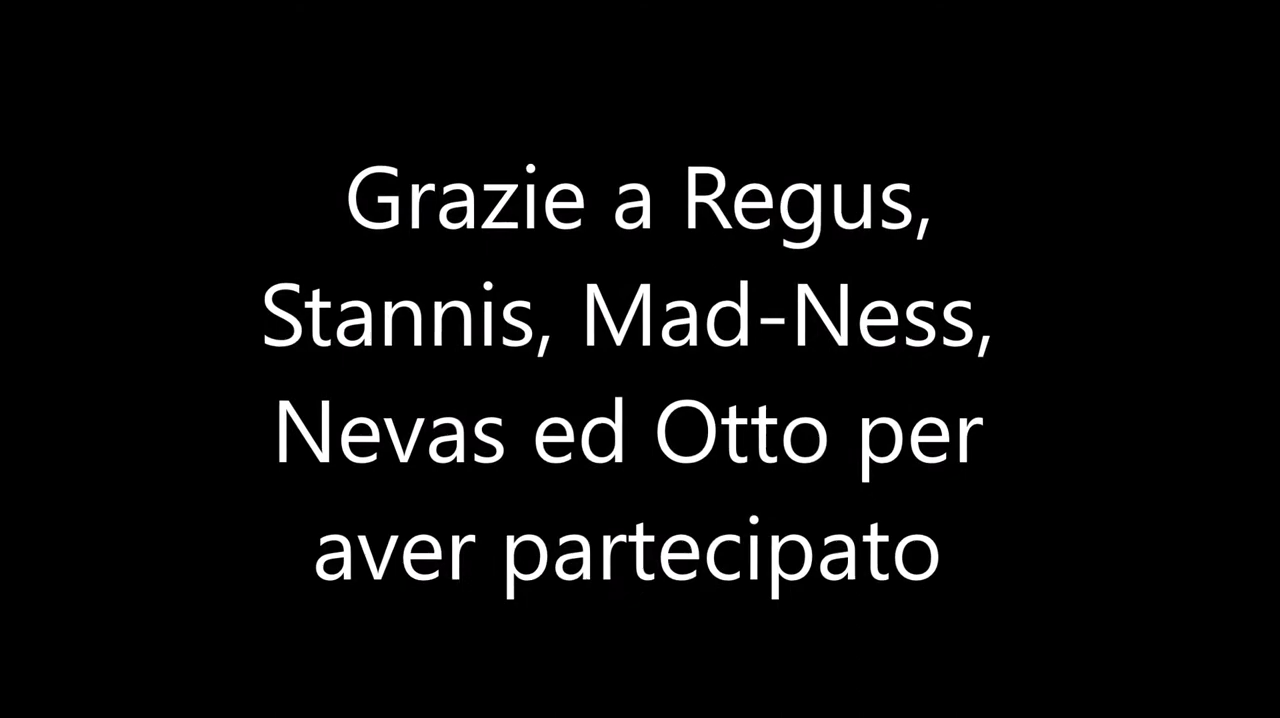 Grazie a Regus,
Stannis, Mad-Ness,
Nevas ed Otto per
aver partecipato